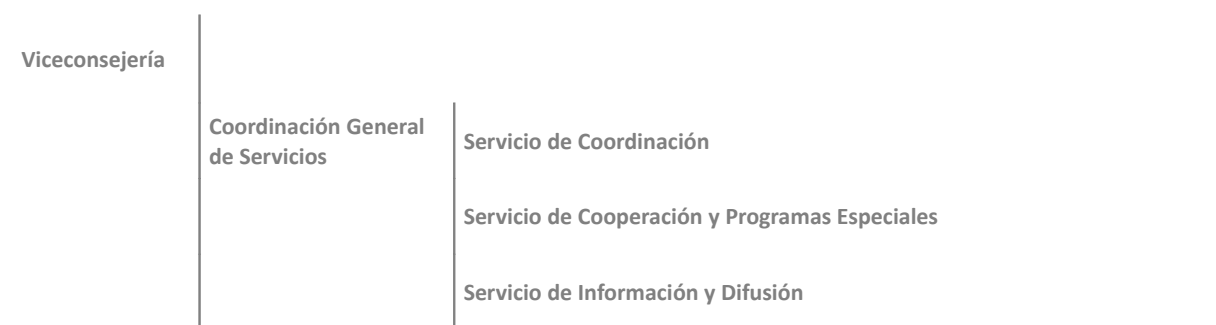 Viceconsejería
Coordinación General
de Servicios
Servicio de Coordinación
Servicio de Cooperación y Programas Especiales
Servicio de Información y Difusión